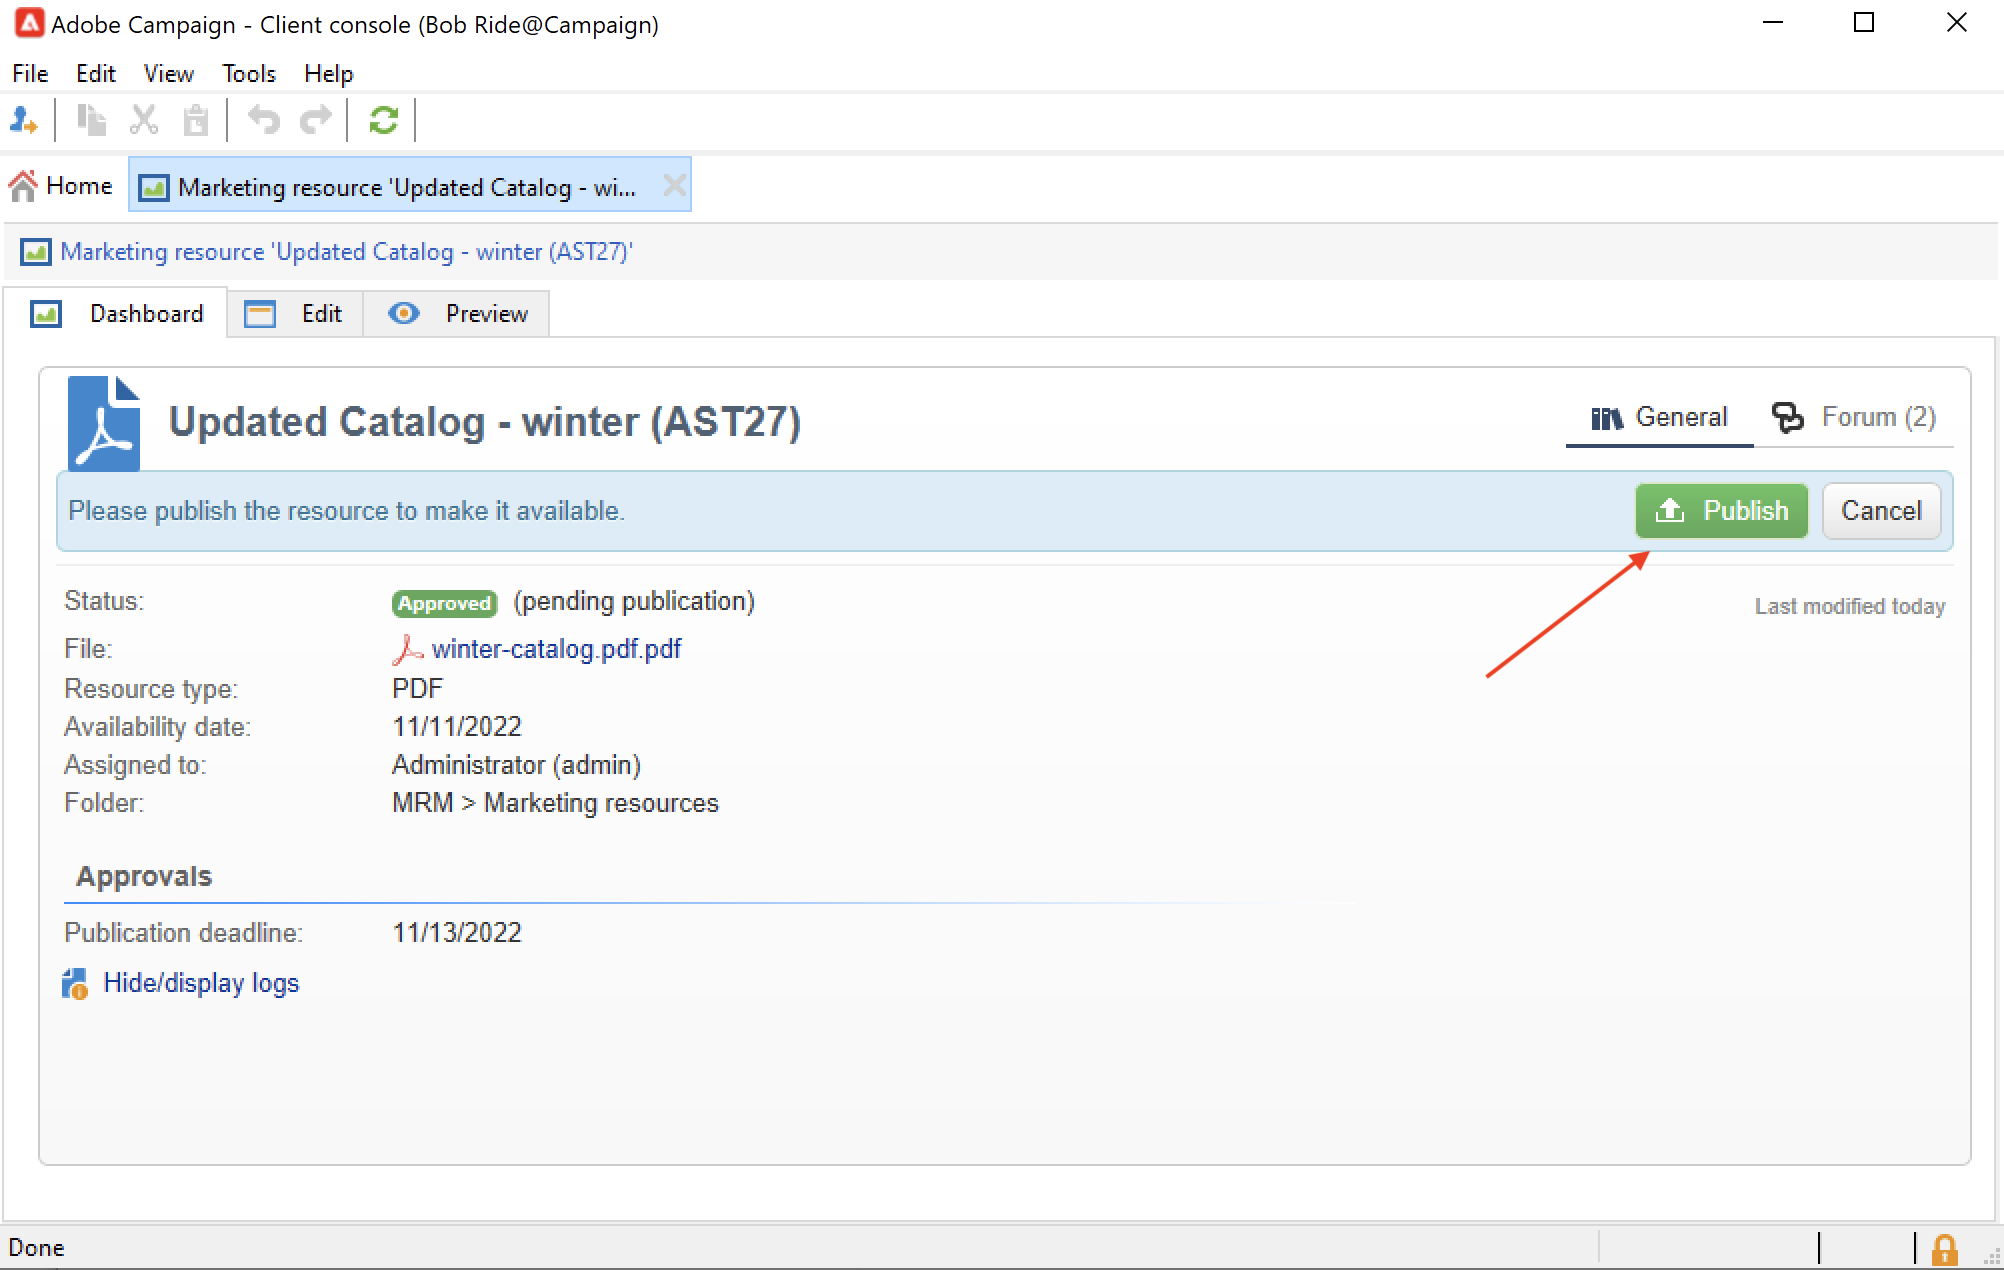 Adobe Campaign - Client console (Bob Ride@Campaign)
File Edit View Tools Help
Home Marketing resource 'Updated Catalog - wi...
Marketing resource 'Updated Catalog - winter (AST27)'
Dashboard Edit Preview
Updated Catalog - winter (AST27) General Forum (2)
Please publish the resource to make it available. Publish Cancel
Status: Approved (pending publication) Last modified today
File: winter-catalog.pdf.pdf
Resource type: PDF
Availability date: 11/11/2022
Assigned to: Administrator (admin)
Folder: MRM > Marketing resources
Approvals
Publication deadline: 11/13/2022
Hide/display logs
Done